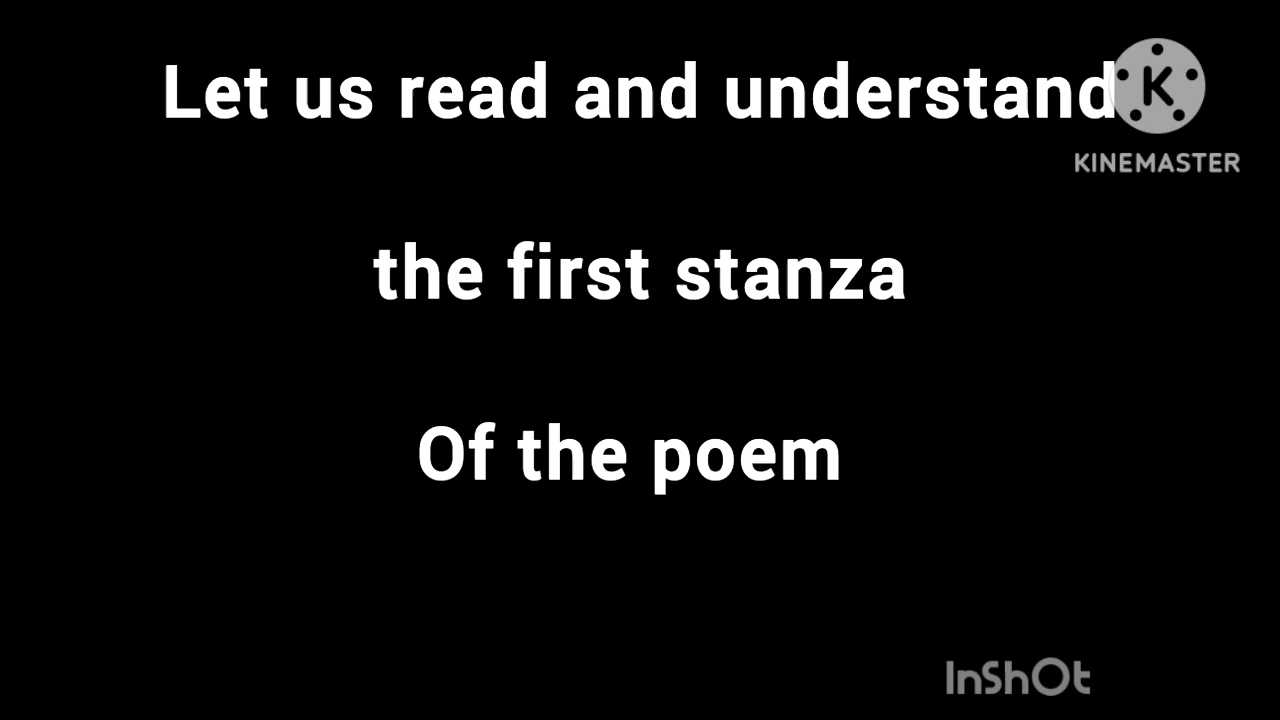 Let us read and understand
KINEMASTER
the first stanza
Of the poem
InShOt